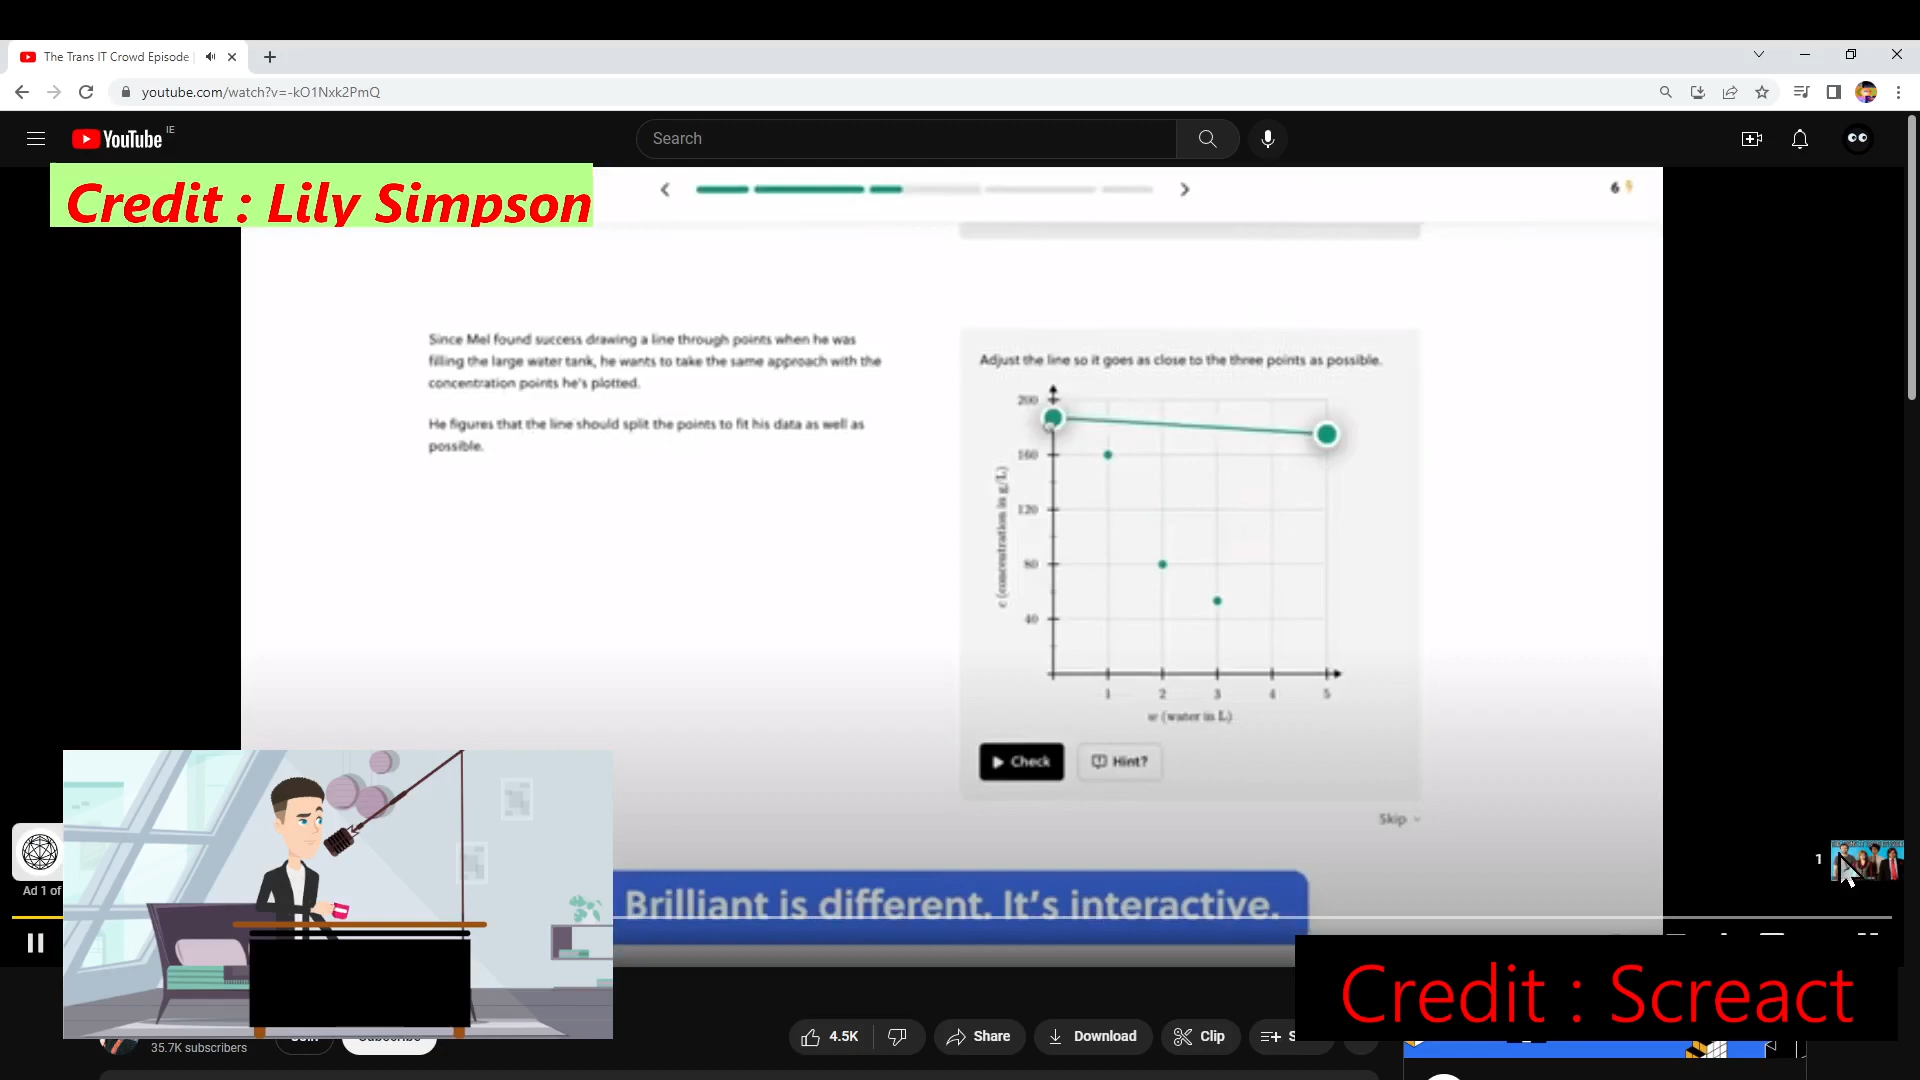 The Trans IT Crowd Episode
youtube.com/watch?v=-kO1Nxk2PmQ
YouTube IE
Search
Credit : Lily Simpson
6
Since Mel found success drawing a line through points when he was
filling the large water tank, he wants to take the same approach with the
concentration points he's plotted.
He figures that the line should split the points to fit his data as well as
possible.
Adjust the line so it goes as close to the three points as possible.
200
160
120
80
40
c (concentration in g/L)
1 2 3 4 5
w (water in L)
Check
Hint?
Skip
1
Ad 1 of
Brilliant is different. It's interactive.
Credit : Screact
4.5K
Share
Download
Clip
35.7K subscribers
Join
Subscribe